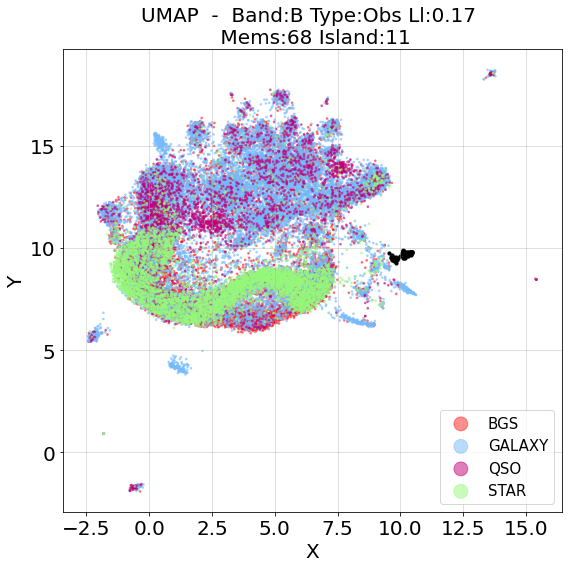 UMAP  -  Band:B Type:Obs Ll:0.17
Mems:68 Island:11
Y
15
10
5
0
−2.5 0.0 2.5 5.0 7.5 10.0 12.5 15.0
X
BGS
GALAXY
QSO
STAR